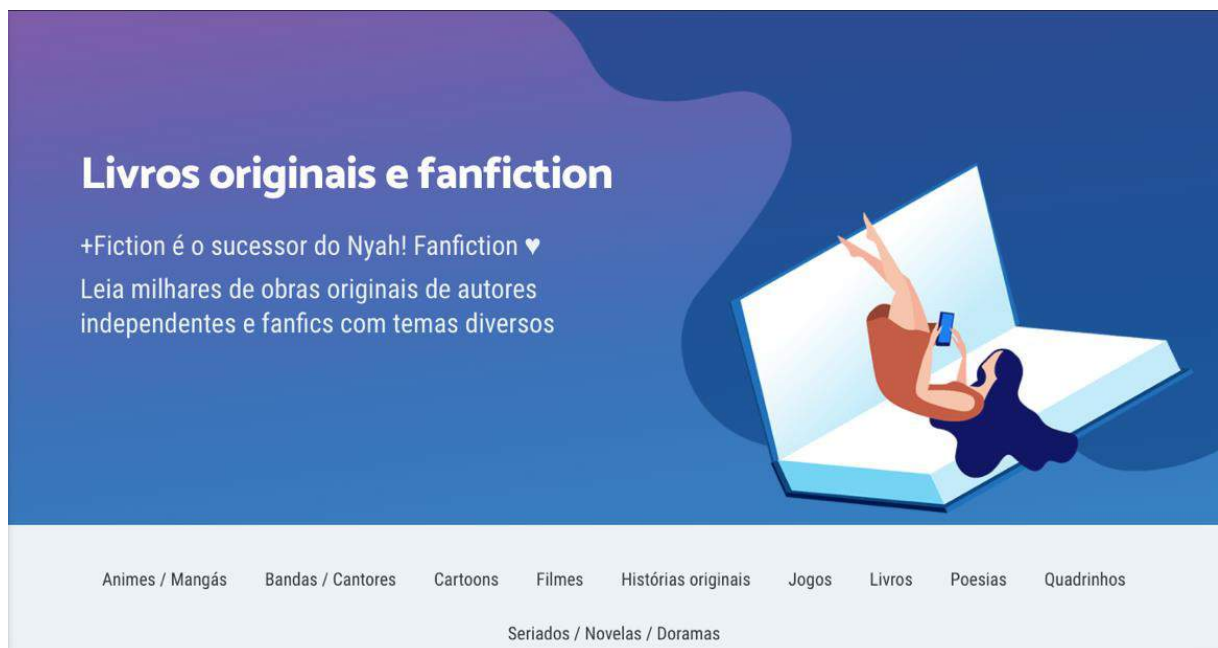 Livros originais e fanfiction
+Fiction é o sucessor do Nyah! Fanfiction ♥
Leia milhares de obras originais de autores
independentes e fanfics com temas diversos
Animes / Mangás Bandas / Cantores Cartoons Filmes Histórias originais Jogos Livros Poesias Quadrinhos
Seriados / Novelas / Doramas